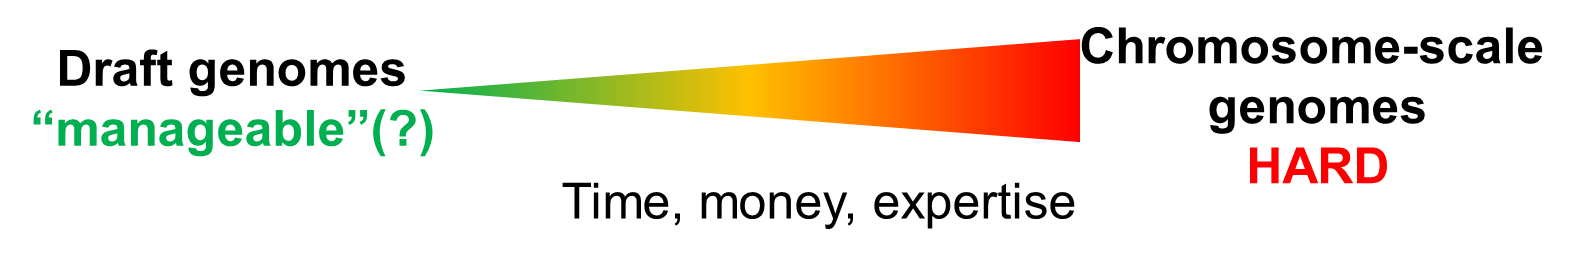 Draft genomes
“manageable”(?)
Chromosome-scale
genomes
HARD
Time, money, expertise